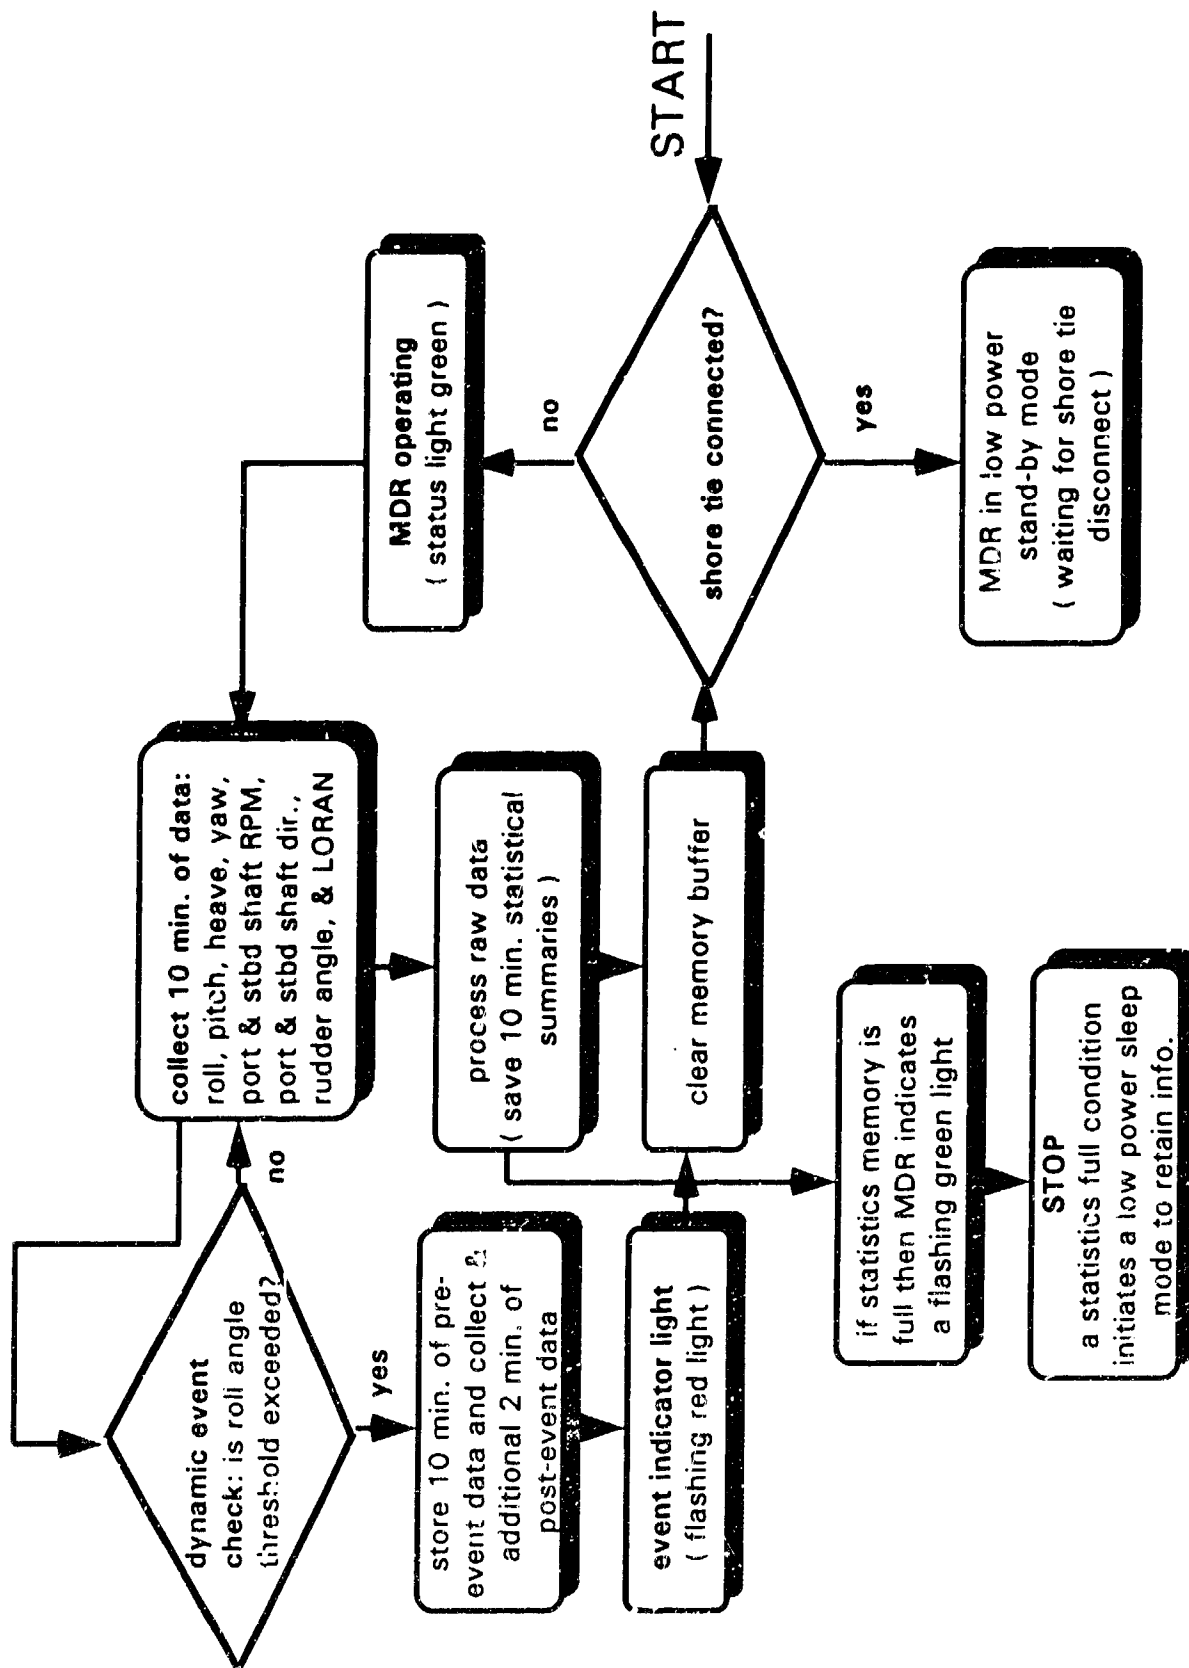 dynamic event
check: is roll angle
threshold exceeded?
no
yes
collect 10 min. of data:
roll, pitch, heave, yaw,
port & stbd shaft RPM,
port & stbd shaft dir.,
rudder angle, & LORAN
MDR operating
( status light green )
store 10 min. of pre-
event data and collect &
additional 2 min. of
post-event data
process raw data
( save 10 min. statistical
summaries )
no
START
event indicator light
( flashing red light )
clear memory buffer
shore tie connected?
yes
if statistics memory is
full then MDR indicates
a flashing green light
MDR in low power
stand-by mode
( waiting for shore tie
disconnect )
STOP
a statistics full condition
initiates a low power sleep
mode to retain info.